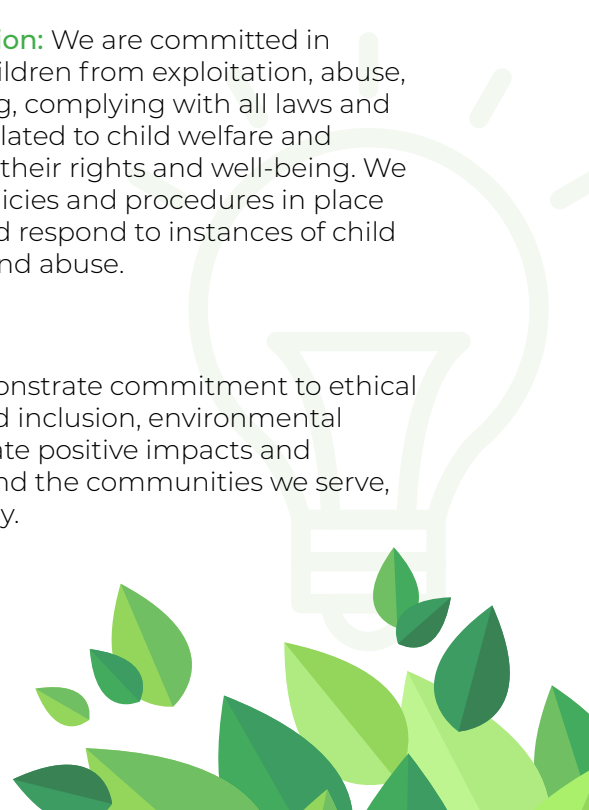 ion: We are committed in
ildren from exploitation, abuse,
g, complying with all laws and
lated to child welfare and
their rights and well-being. We
icies and procedures in place
d respond to instances of child
nd abuse.
onstrate commitment to ethical
d inclusion, environmental
ate positive impacts and
nd the communities we serve,
y.